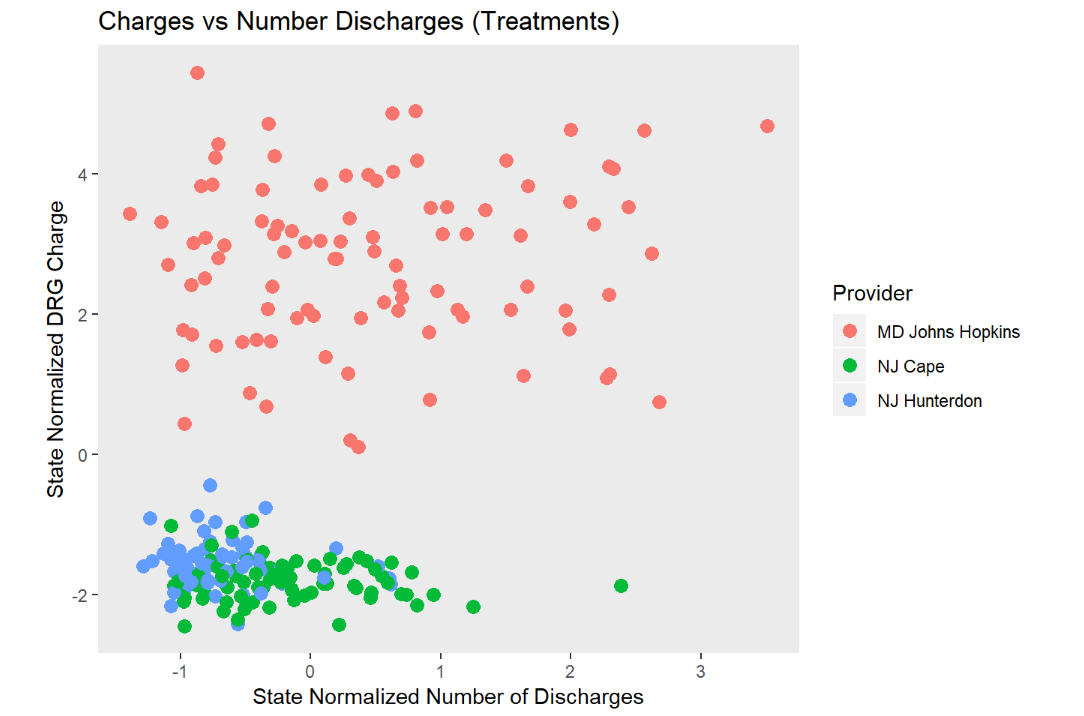 Charges vs Number Discharges (Treatments)
State Normalized DRG Charge
4
2
0
-2
-1
0
1
2
3
State Normalized Number of Discharges
Provider
MD Johns Hopkins
NJ Cape
NJ Hunterdon